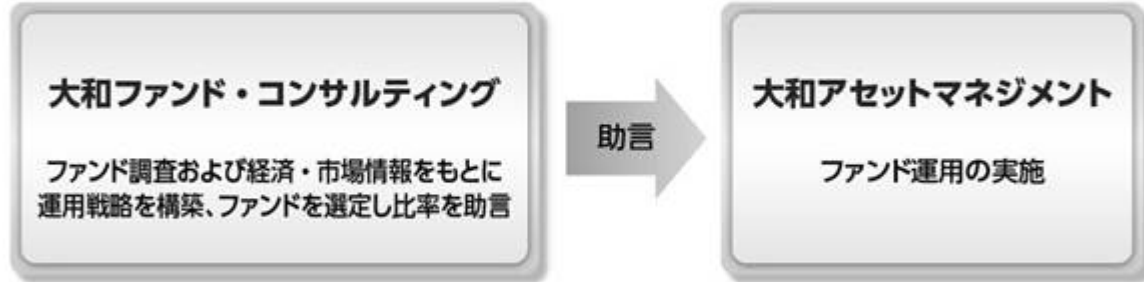 大和ファンド・コンサルティング
ファンド調査および経済・市場情報をもとに
運用戦略を構築、ファンドを選定し比率を助言
助言
大和アセットマネジメント
ファンド運用の実施